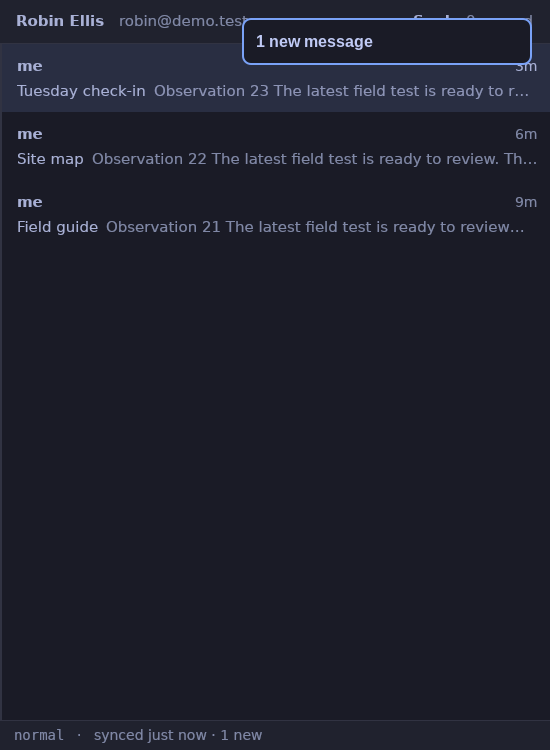 Robin Ellis robin@demo.test
1 new message
me 3m
Tuesday check-in Observation 23 The latest field test is ready to r…
me 6m
Site map Observation 22 The latest field test is ready to review. Th…
me 9m
Field guide Observation 21 The latest field test is ready to review…
normal · synced just now · 1 new